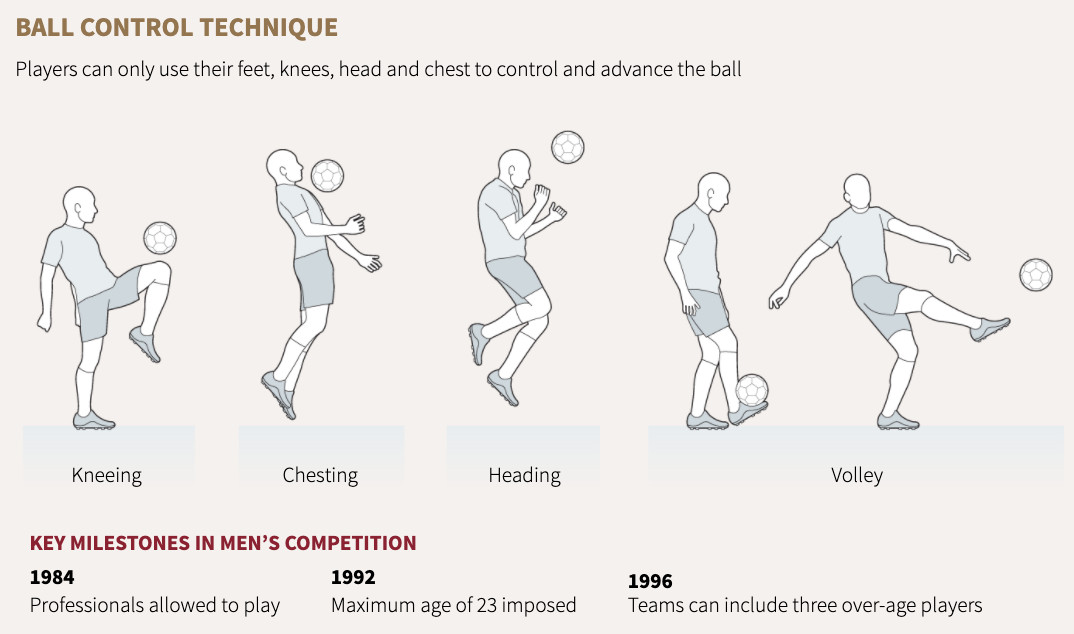 BALL CONTROL TECHNIQUE
Players can only use their feet, knees, head and chest to control and advance the ball
Kneeing
Chesting
Heading
Volley
KEY MILESTONES IN MEN’S COMPETITION
1984
Professionals allowed to play
1992
Maximum age of 23 imposed
1996
Teams can include three over-age players